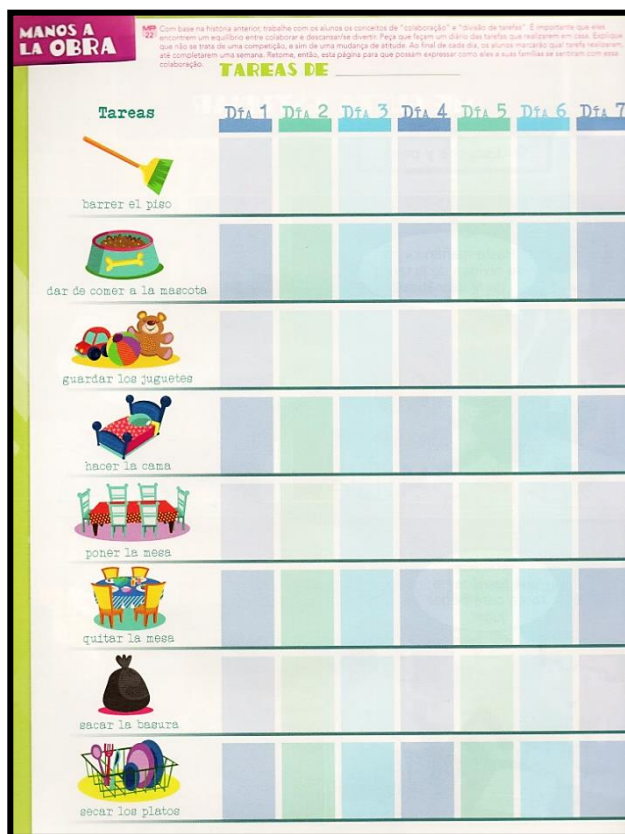 MANOS A
LA OBRA
MP
22
Com base na história anterior, trabalhe com os alunos os conceitos de "colaboração" e "divisão de tarefas". É importante que eles
encontrem um equilíbrio entre colaborar e descansar/se divertir. Peça que façam um diário das tarefas que realizarem em casa. Explique
que não se trata de uma competição, e sim de uma mudança de atitude. Ao final de cada dia, os alunos marcarão qual tarefa realizaram,
até completarem uma semana. Retome, então, esta página para que possam expressar como eles e suas famílias se sentiram com essa
colaboração.
TAREAS DE
Tareas DÍA 1 DÍA 2 DÍA 3 DÍA 4 DÍA 5 DÍA 6 DÍA 7
barrer el piso
dar de comer a la mascota
guardar los juguetes
hacer la cama
poner la mesa
quitar la mesa
sacar la basura
secar los platos